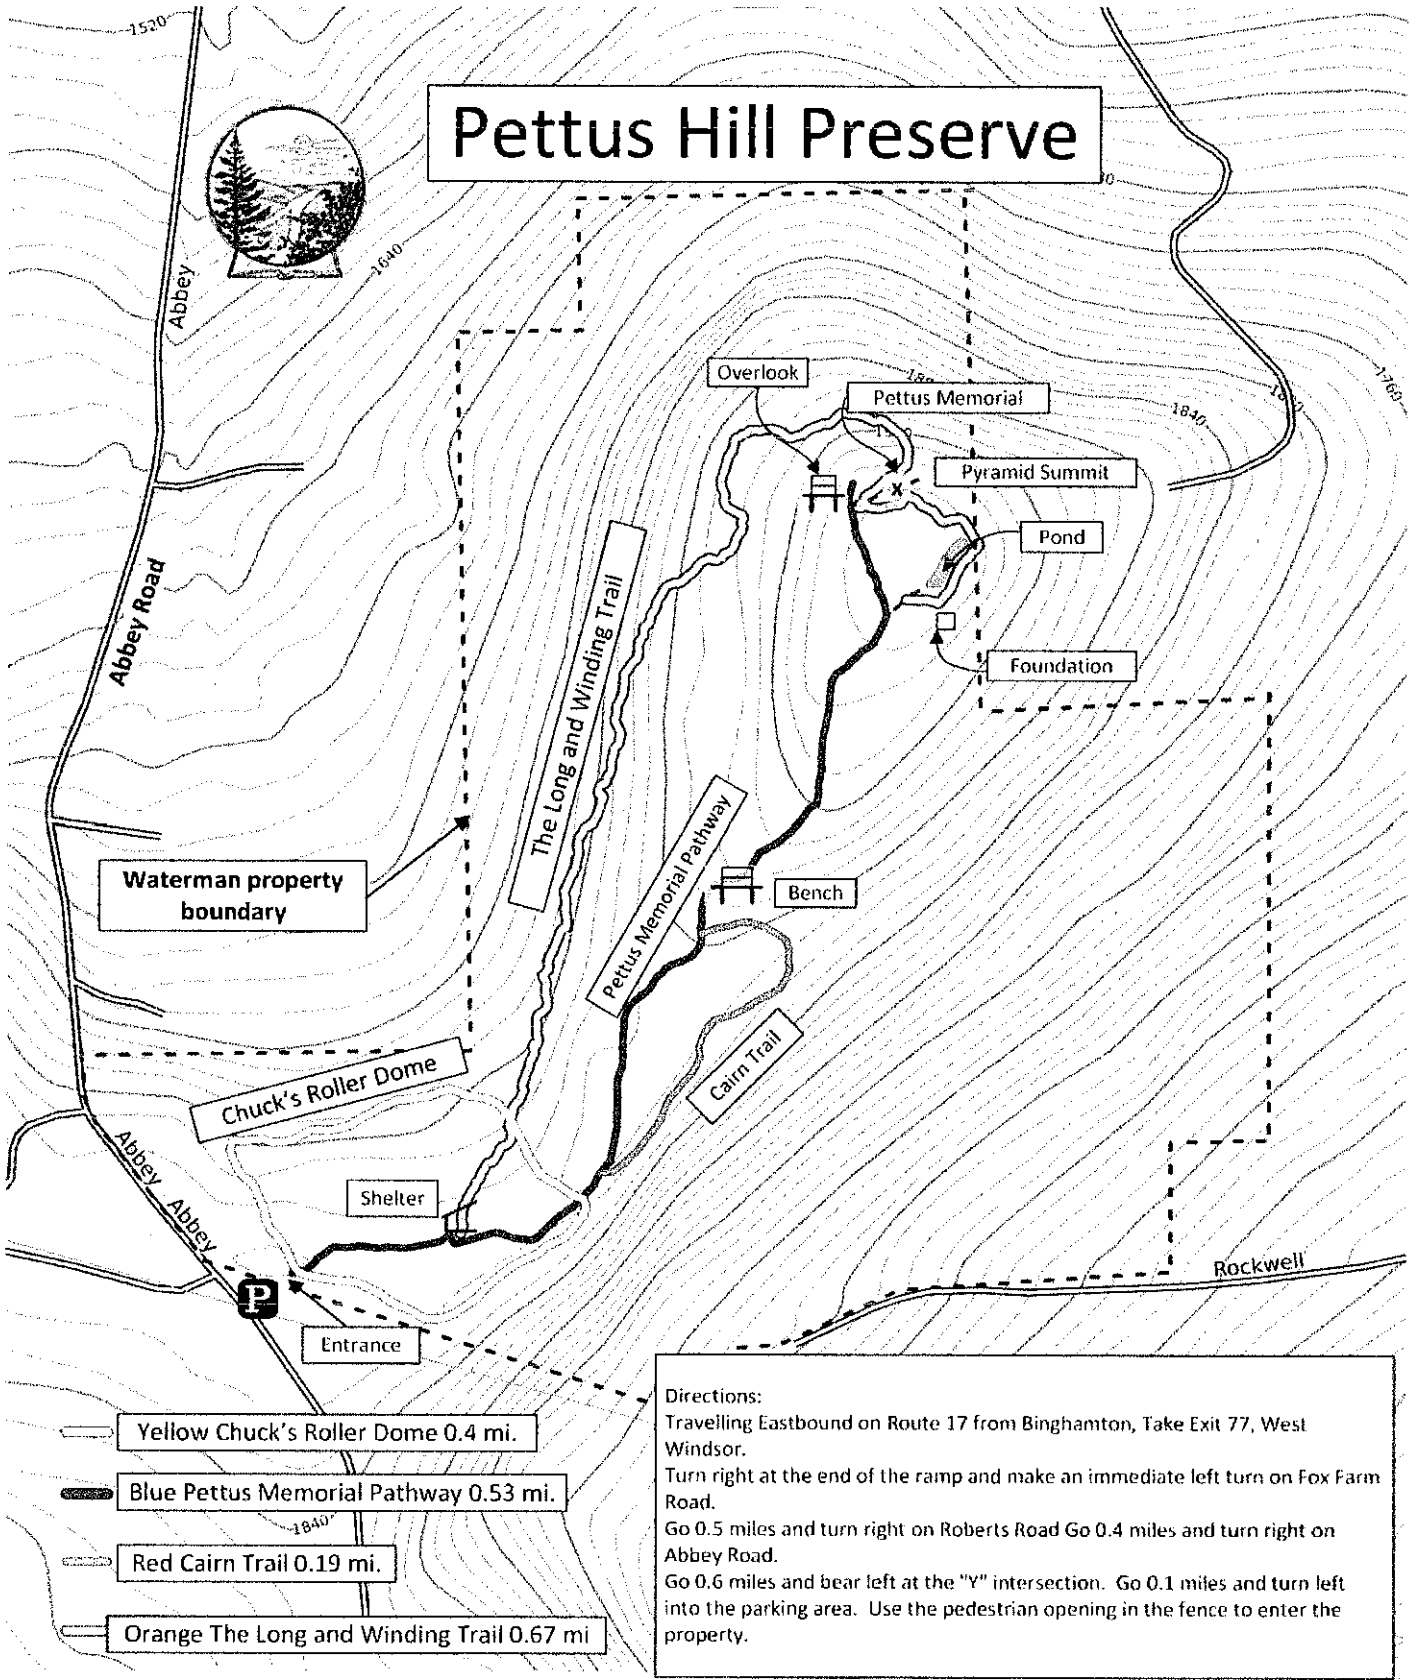 1520
Pettus Hill Preserve
1640
Abbey
Overlook
Pettus Memorial
1760
1840
Pyramid Summit
Pond
Abbey Road
The Long and Winding Trail
Foundation
Pettus Memorial Pathway
Waterman property
boundary
Bench
Cairn Trail
Chuck's Roller Dome
Abbey
Abbey
Shelter
P
Rockwell
Entrance
Yellow Chuck's Roller Dome 0.4 mi.
Blue Pettus Memorial Pathway 0.53 mi.
1840
Red Cairn Trail 0.19 mi.
Orange The Long and Winding Trail 0.67 mi
Directions:
Travelling Eastbound on Route 17 from Binghamton, Take Exit 77, West
Windsor.
Turn right at the end of the ramp and make an immediate left turn on Fox Farm
Road.
Go 0.5 miles and turn right on Roberts Road Go 0.4 miles and turn right on
Abbey Road.
Go 0.6 miles and bear left at the "Y" intersection. Go 0.1 miles and turn left
into the parking area. Use the pedestrian opening in the fence to enter the
property.